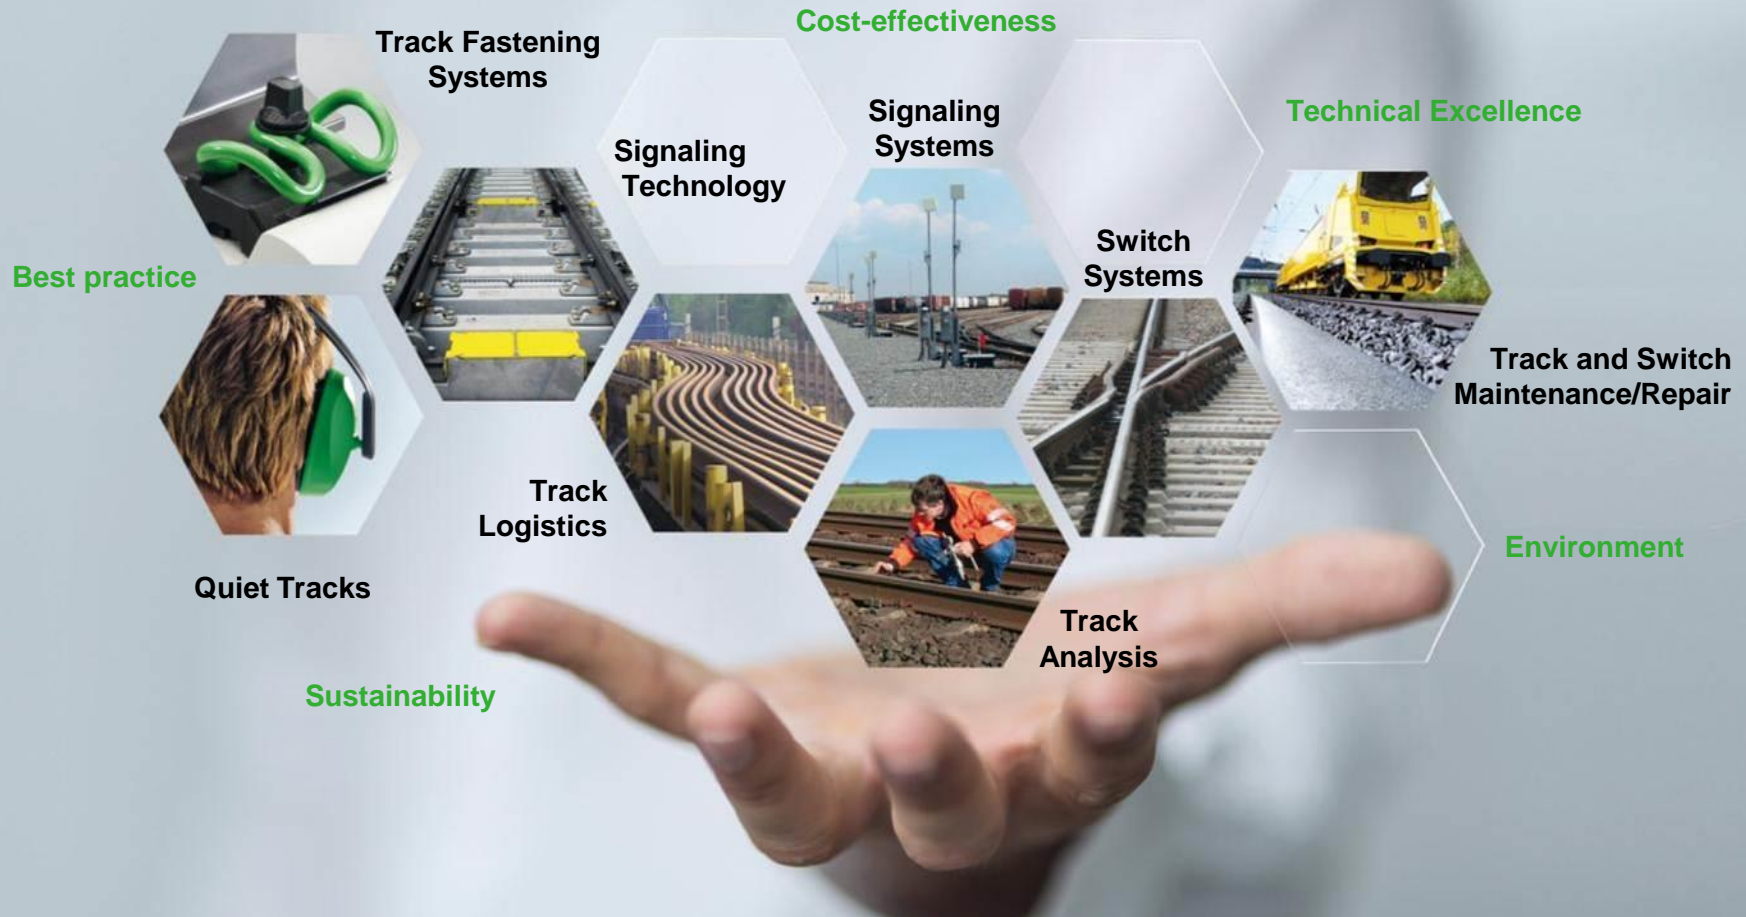 Cost-effectiveness
Track Fastening
Systems
Signaling
Systems
Technical Excellence
Signaling
Technology
Switch
Systems
Best practice
Track and Switch
Maintenance/Repair
Track
Logistics
Environment
Quiet Tracks
Track
Analysis
Sustainability